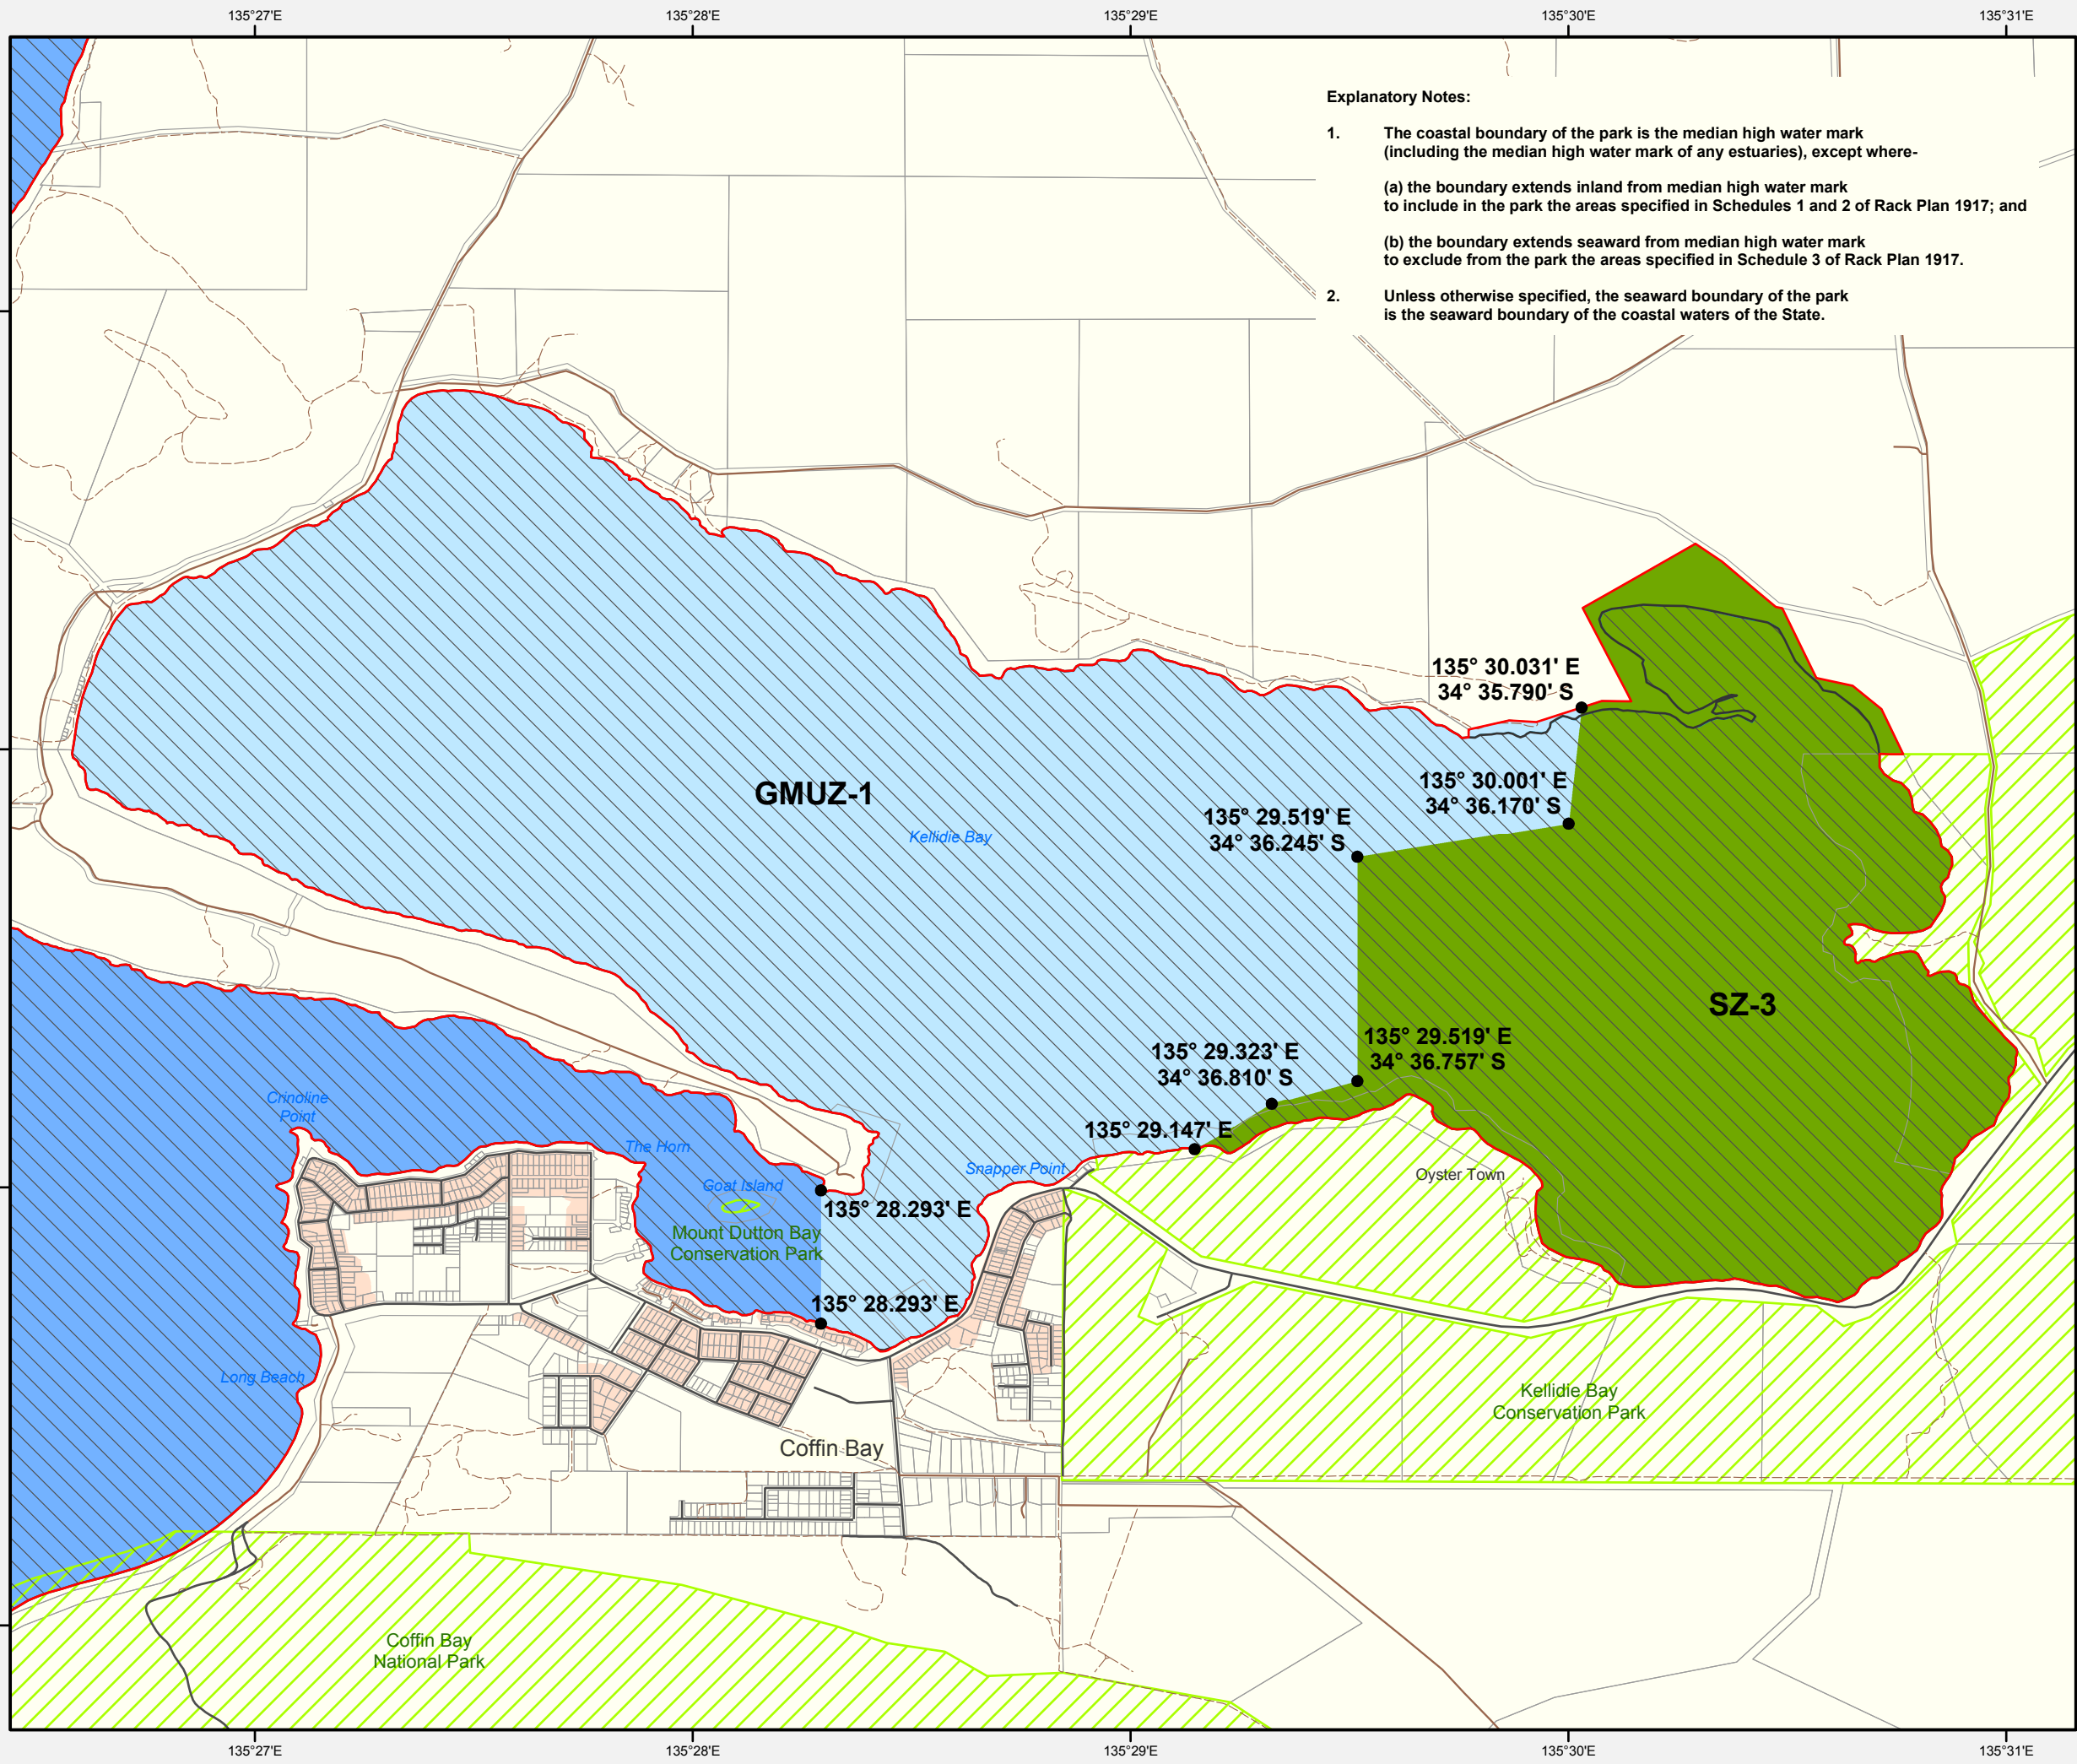 135°27'E
135°28'E
135°29'E
135°30'E
135°31'E
Explanatory Notes:
1. The coastal boundary of the park is the median high water mark
(including the median high water mark of any estuaries), except where-
(a) the boundary extends inland from median high water mark
to include in the park the areas specified in Schedules 1 and 2 of Rack Plan 1917; and
(b) the boundary extends seaward from median high water mark
to exclude from the park the areas specified in Schedule 3 of Rack Plan 1917.
2. Unless otherwise specified, the seaward boundary of the park
is the seaward boundary of the coastal waters of the State.
135° 30.031' E
34° 35.790' S
135° 30.001' E
34° 36.170' S
GMUZ-1
135° 29.519' E
34° 36.245' S
Kellidie Bay
SZ-3
135° 29.519' E
34° 36.757' S
135° 29.323' E
34° 36.810' S
Crinoline
Point
135° 29.147' E
The Horn
Snapper Point
Oyster Town
Goat Island
135° 28.293' E
Mount Dutton Bay
Conservation Park
135° 28.293' E
Long Beach
Kellidie Bay
Conservation Park
Coffin Bay
Coffin Bay
National Park
135°27'E
135°28'E
135°29'E
135°30'E
135°31'E